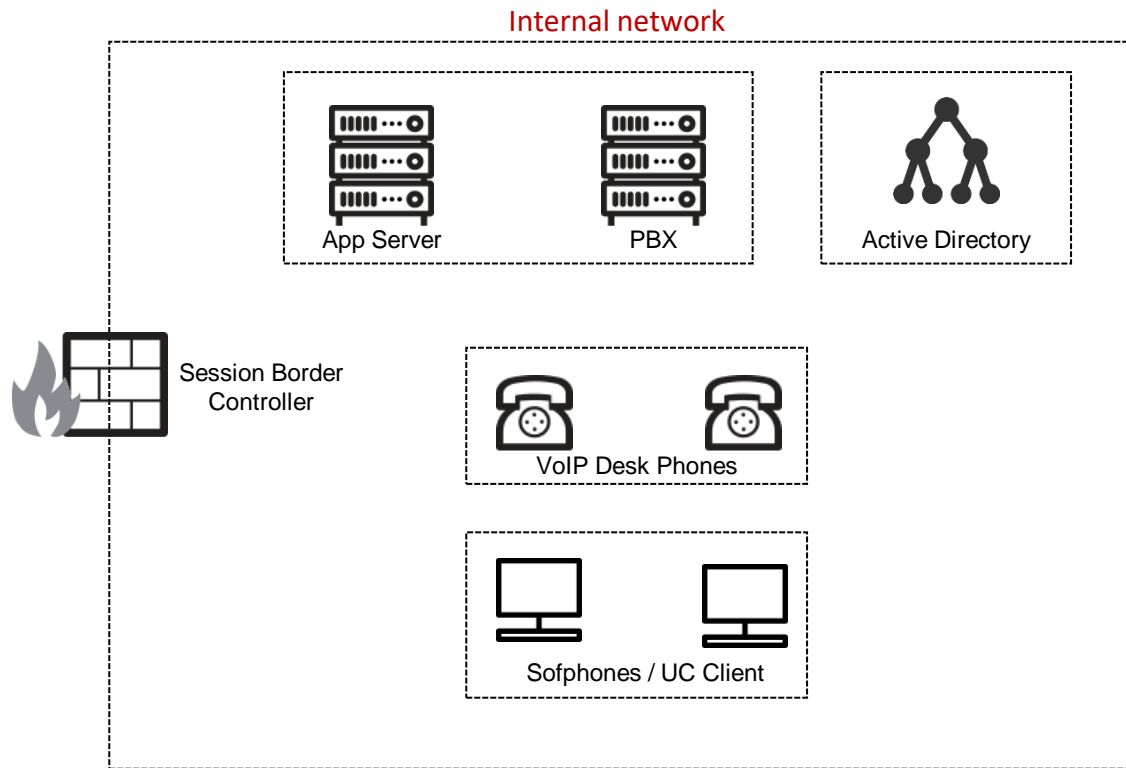 Internal network
App Server
PBX
Active Directory
Session Border
Controller
VoIP Desk Phones
Sofphones / UC Client